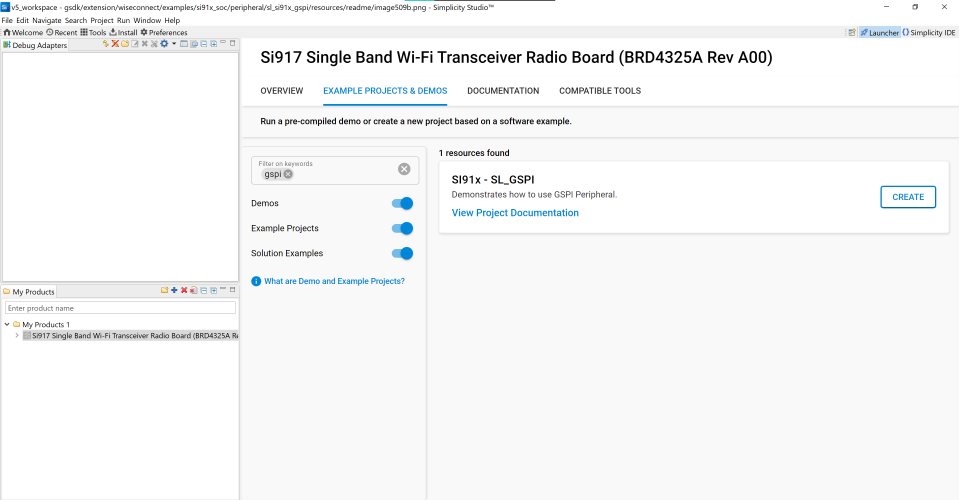 v5_workspace - gsdk/extension/wiseconnect/examples/si91x_soc/peripheral/sl_si91x_gspi/resources/readme/image509b.png - Simplicity Studio™
File Edit Navigate Search Project Run Window Help
Welcome Recent Tools Install Preferences
Launcher Simplicity IDE
Debug Adapters
Si917 Single Band Wi-Fi Transceiver Radio Board (BRD4325A Rev A00)
OVERVIEW EXAMPLE PROJECTS & DEMOS DOCUMENTATION COMPATIBLE TOOLS
Run a pre-compiled demo or create a new project based on a software example.
Filter on keywords
gspi
Demos
Example Projects
Solution Examples
What are Demo and Example Projects?
1 resources found
SI91x - SL_GSPI
Demonstrates how to use GSPI Peripheral.
View Project Documentation
CREATE
My Products
Enter product name
My Products 1
Si917 Single Band Wi-Fi Transceiver Radio Board (BRD4325A Re